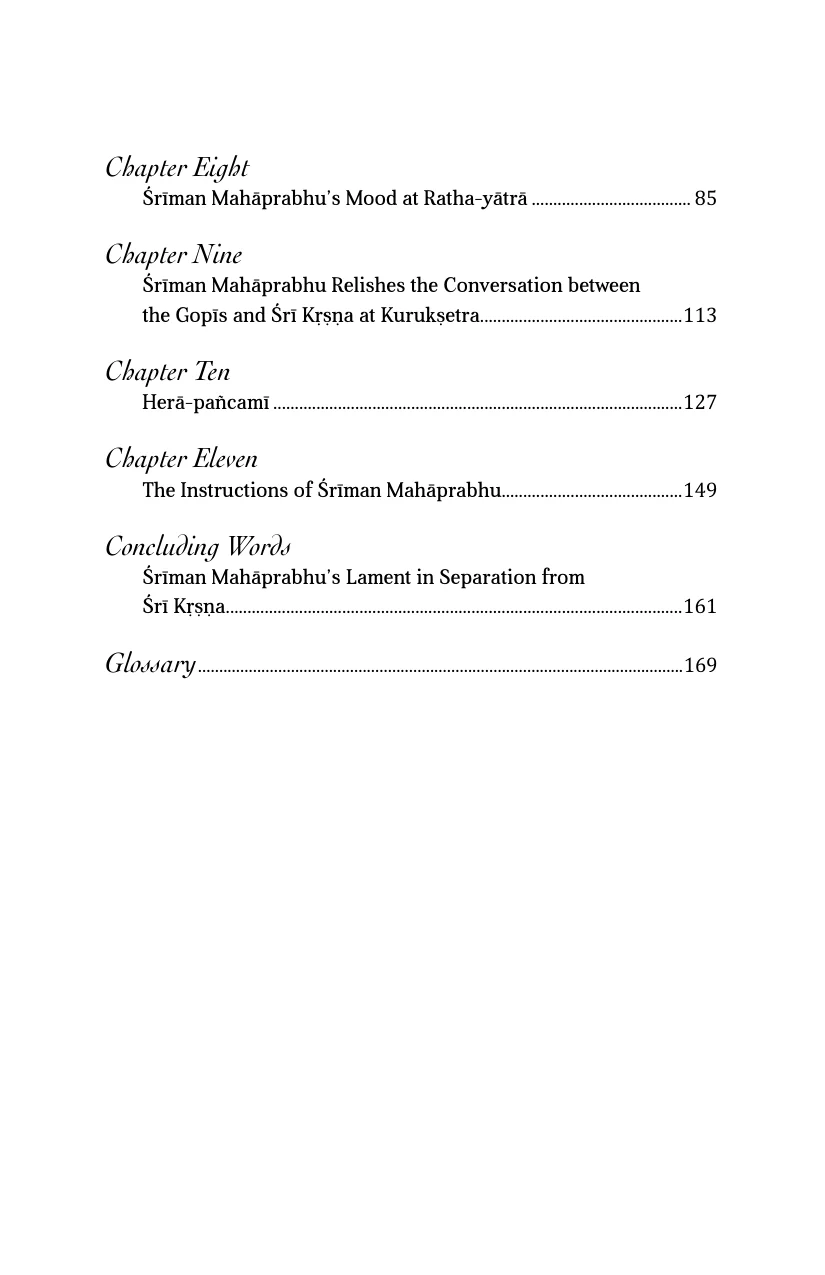 Chapter Eight
Śrīman Mahāprabhu’s Mood at Ratha-yātrā ..................................... 85
Chapter Nine
Śrīman Mahāprabhu Relishes the Conversation between
the Gopīs and Śrī Kṛṣṇa at Kurukṣetra...............................................113
Chapter Ten
Herā-pañcamī ...............................................................................................127
Chapter Eleven
The Instructions of Śrīman Mahāprabhu..........................................149
Concluding Words
Śrīman Mahāprabhu’s Lament in Separation from
Śrī Kṛṣṇa..........................................................................................................161
Glossary.................................................................................................................169